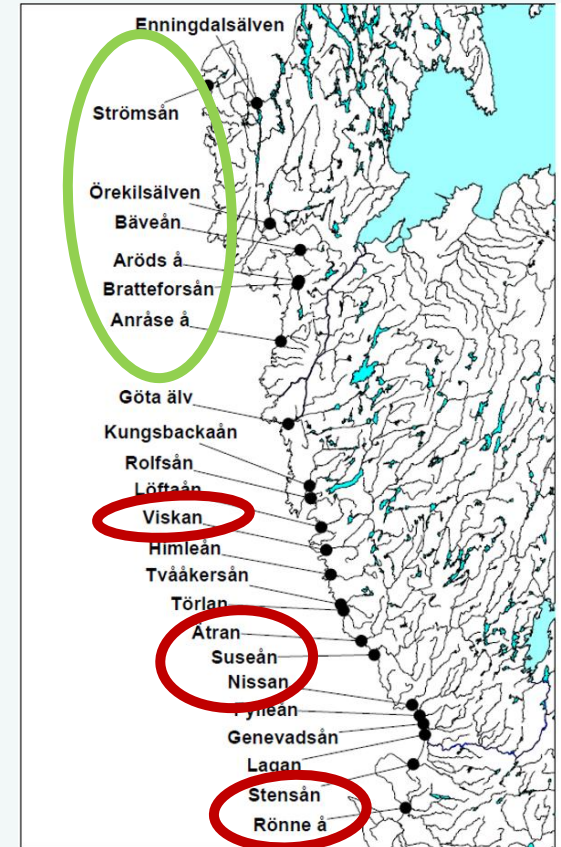 Enningdalsälven
Strömsån
Örekilsälven
Bäveån
Aröds å
Bratteforsån
Anråse å
Göta älv
Kungsbackaån
Rolfsån
Löftaån
Viskan
Himleån
Tvååkersån
Törlan
Ätran
Suseån
Nissan
Fylleån
Genevadsån
Lagan
Stensån
Rönne å